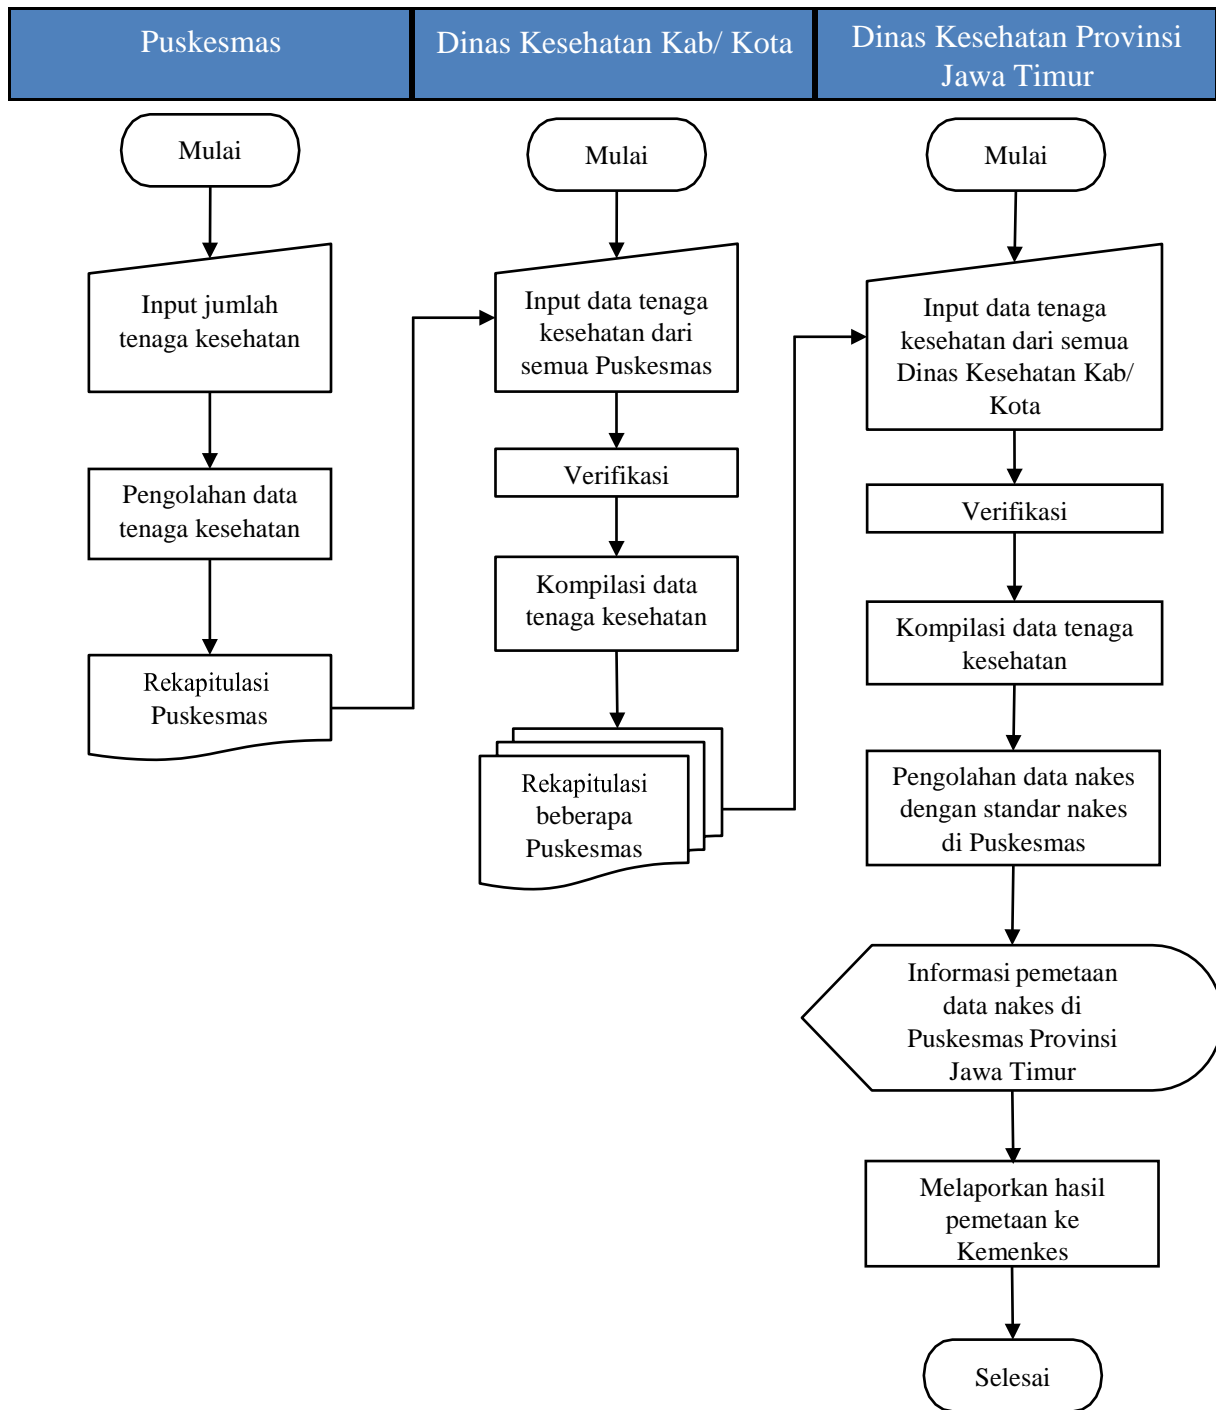 Puskesmas
Dinas Kesehatan Kab/ Kota
Dinas Kesehatan Provinsi
Jawa Timur
Mulai
Input jumlah
tenaga kesehatan
Pengolahan data
tenaga kesehatan
Rekapitulasi
Puskesmas
Mulai
Input data tenaga
kesehatan dari
semua Puskesmas
Verifikasi
Kompilasi data
tenaga kesehatan
Rekapitulasi
beberapa
Puskesmas
Mulai
Input data tenaga
kesehatan dari semua
Dinas Kesehatan Kab/
Kota
Verifikasi
Kompilasi data tenaga
kesehatan
Pengolahan data nakes
dengan standar nakes
di Puskesmas
Informasi pemetaan
data nakes di
Puskesmas Provinsi
Jawa Timur
Melaporkan hasil
pemetaan ke
Kemenkes
Selesai